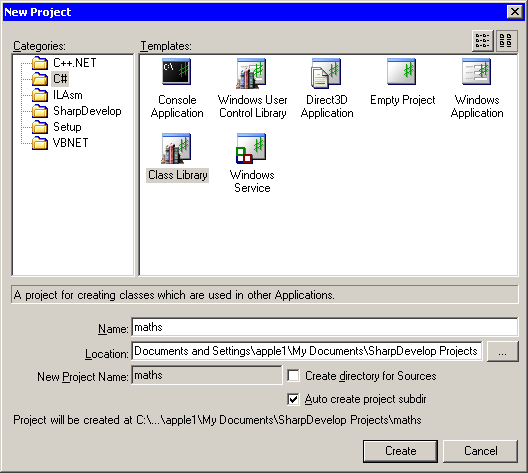 New Project
Categories:
Templates:
C++.NET
C#
ILAsm
SharpDevelop
Setup
VBNET
C:\
Console
Application
Windows User
Control Library
Direct3D
Application
Empty Project
Windows
Application
Class Library
Windows
Service
A project for creating classes which are used in other Applications.
Name:
maths
Location:
Documents and Settings\apple1\My Documents\SharpDevelop Projects
...
New Project Name:
maths
Create directory for Sources
Auto create project subdir
Project will be created at C:\...\apple1\My Documents\SharpDevelop Projects\maths
Create
Cancel